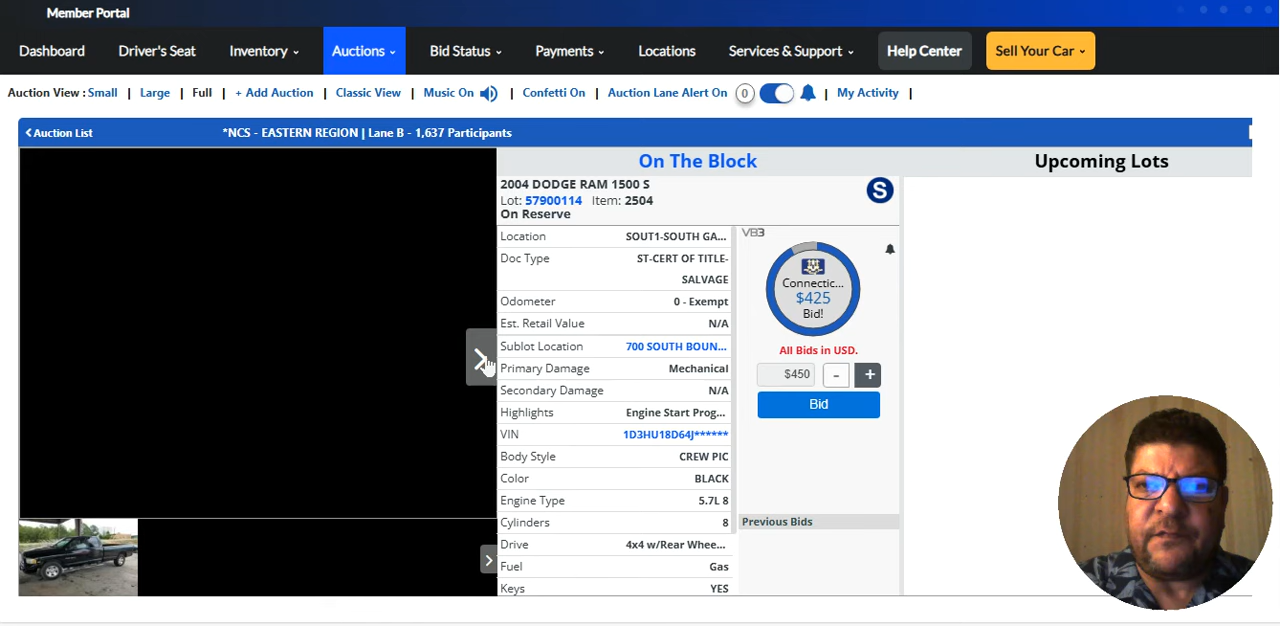 Member Portal
Dashboard Driver's Seat Inventory Auctions Bid Status Payments Locations Services & Support Help Center Sell Your Car
Auction View : Small | Large | Full | + Add Auction | Classic View | Music On | Confetti On | Auction Lane Alert On 0 | My Activity |
Auction List *NCS - EASTERN REGION | Lane B - 1,637 Participants
On The Block Upcoming Lots
2004 DODGE RAM 1500 S
Lot: 57900114 Item: 2504
On Reserve
S
Location SOUT1-SOUTH GA...
Doc Type ST-CERT OF TITLE-
SALVAGE
Odometer 0 - Exempt
Est. Retail Value N/A
Sublot Location 700 SOUTH BOUN...
Primary Damage Mechanical
Secondary Damage N/A
Highlights Engine Start Prog...
VIN 1D3HU18D64J******
Body Style CREW PIC
Color BLACK
Engine Type 5.7L 8
Cylinders 8
Drive 4x4 w/Rear Whee...
Fuel Gas
Keys YES
VB3
Connectic...
$425
Bid!
All Bids in USD.
$450 - +
Bid
Previous Bids